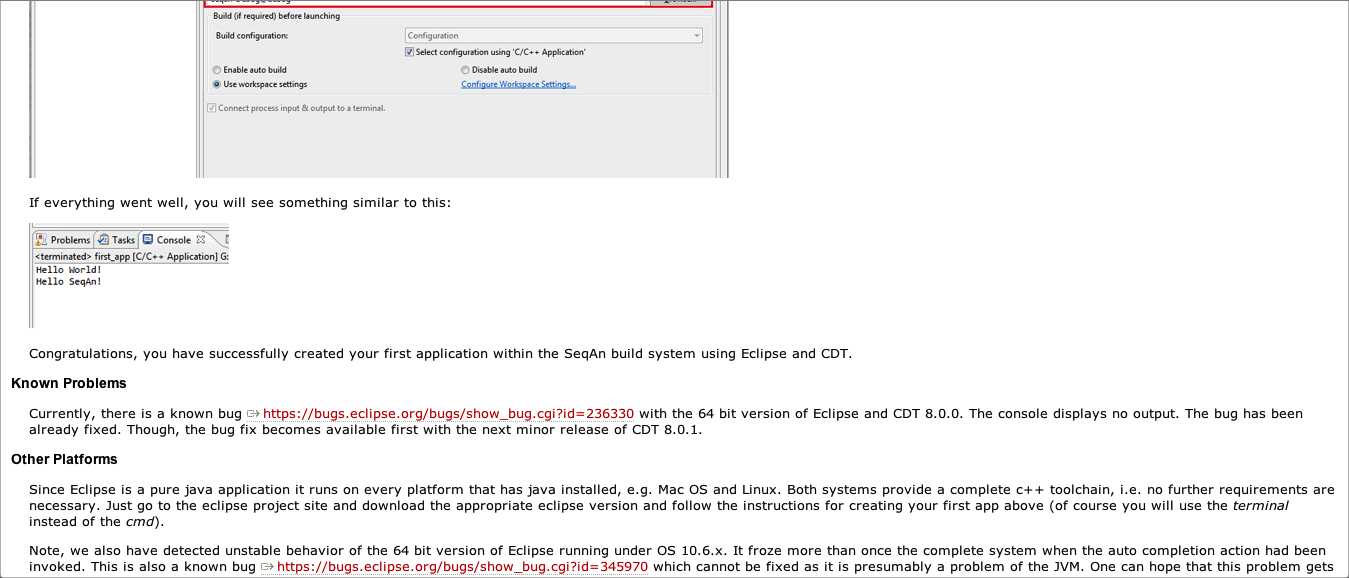 Build (if required) before launching
Build configuration:
Configuration
Select configuration using 'C/C++ Application'
Enable auto build
Disable auto build
Use workspace settings
Configure Workspace Settings...
Connect process input & output to a terminal.
If everything went well, you will see something similar to this:
Problems Tasks Console
<terminated> first_app [C/C++ Application] G:
Hello World!
Hello SeqAn!
Congratulations, you have successfully created your first application within the SeqAn build system using Eclipse and CDT.
Known Problems
Currently, there is a known bug https://bugs.eclipse.org/bugs/show_bug.cgi?id=236330 with the 64 bit version of Eclipse and CDT 8.0.0. The console displays no output. The bug has been
already fixed. Though, the bug fix becomes available first with the next minor release of CDT 8.0.1.
Other Platforms
Since Eclipse is a pure java application it runs on every platform that has java installed, e.g. Mac OS and Linux. Both systems provide a complete c++ toolchain, i.e. no further requirements are
necessary. Just go to the eclipse project site and download the appropriate eclipse version and follow the instructions for creating your first app above (of course you will use the terminal
instead of the cmd).
Note, we also have detected unstable behavior of the 64 bit version of Eclipse running under OS 10.6.x. It froze more than once the complete system when the auto completion action had been
invoked. This is also a known bug https://bugs.eclipse.org/bugs/show_bug.cgi?id=345970 which cannot be fixed as it is presumably a problem of the JVM. One can hope that this problem gets